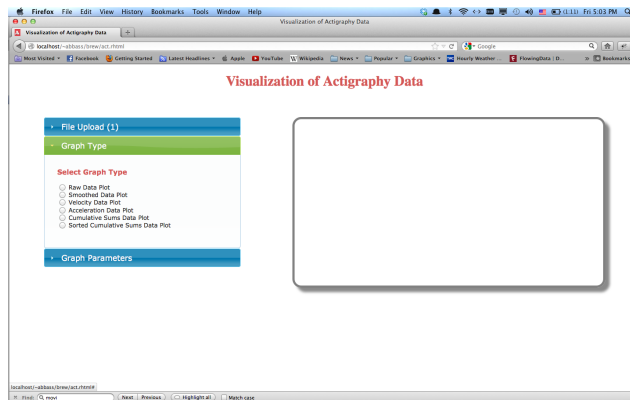 Firefox File Edit View History Bookmarks Tools Window Help (1:11) Fri 5:03 PM
Visualization of Actigraphy Data
Visualization of Actigraphy Data
localhost/~abbass/brew/act.rhtml Google
Most Visited Facebook Getting Started Latest Headlines Apple YouTube Wikipedia News Popular Graphics Hourly Weather ... FlowingData | D... » Bookmarks
Visualization of Actigraphy Data
File Upload (1)
Graph Type
Select Graph Type
Raw Data Plot
Smoothed Data Plot
Velocity Data Plot
Acceleration Data Plot
Cumulative Sums Data Plot
Sorted Cumulative Sums Data Plot
Graph Parameters
localhost/~abbass/brew/act.rhtml#
Find: movi Next Previous Highlight all Match case